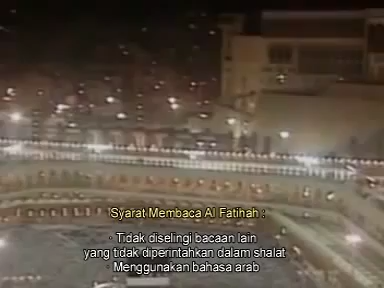 Syarat Membaca Al Fatihah :
· Tidak diselingi bacaan lain
yang tidak diperintahkan dalam shalat
· Menggunakan bahasa arab